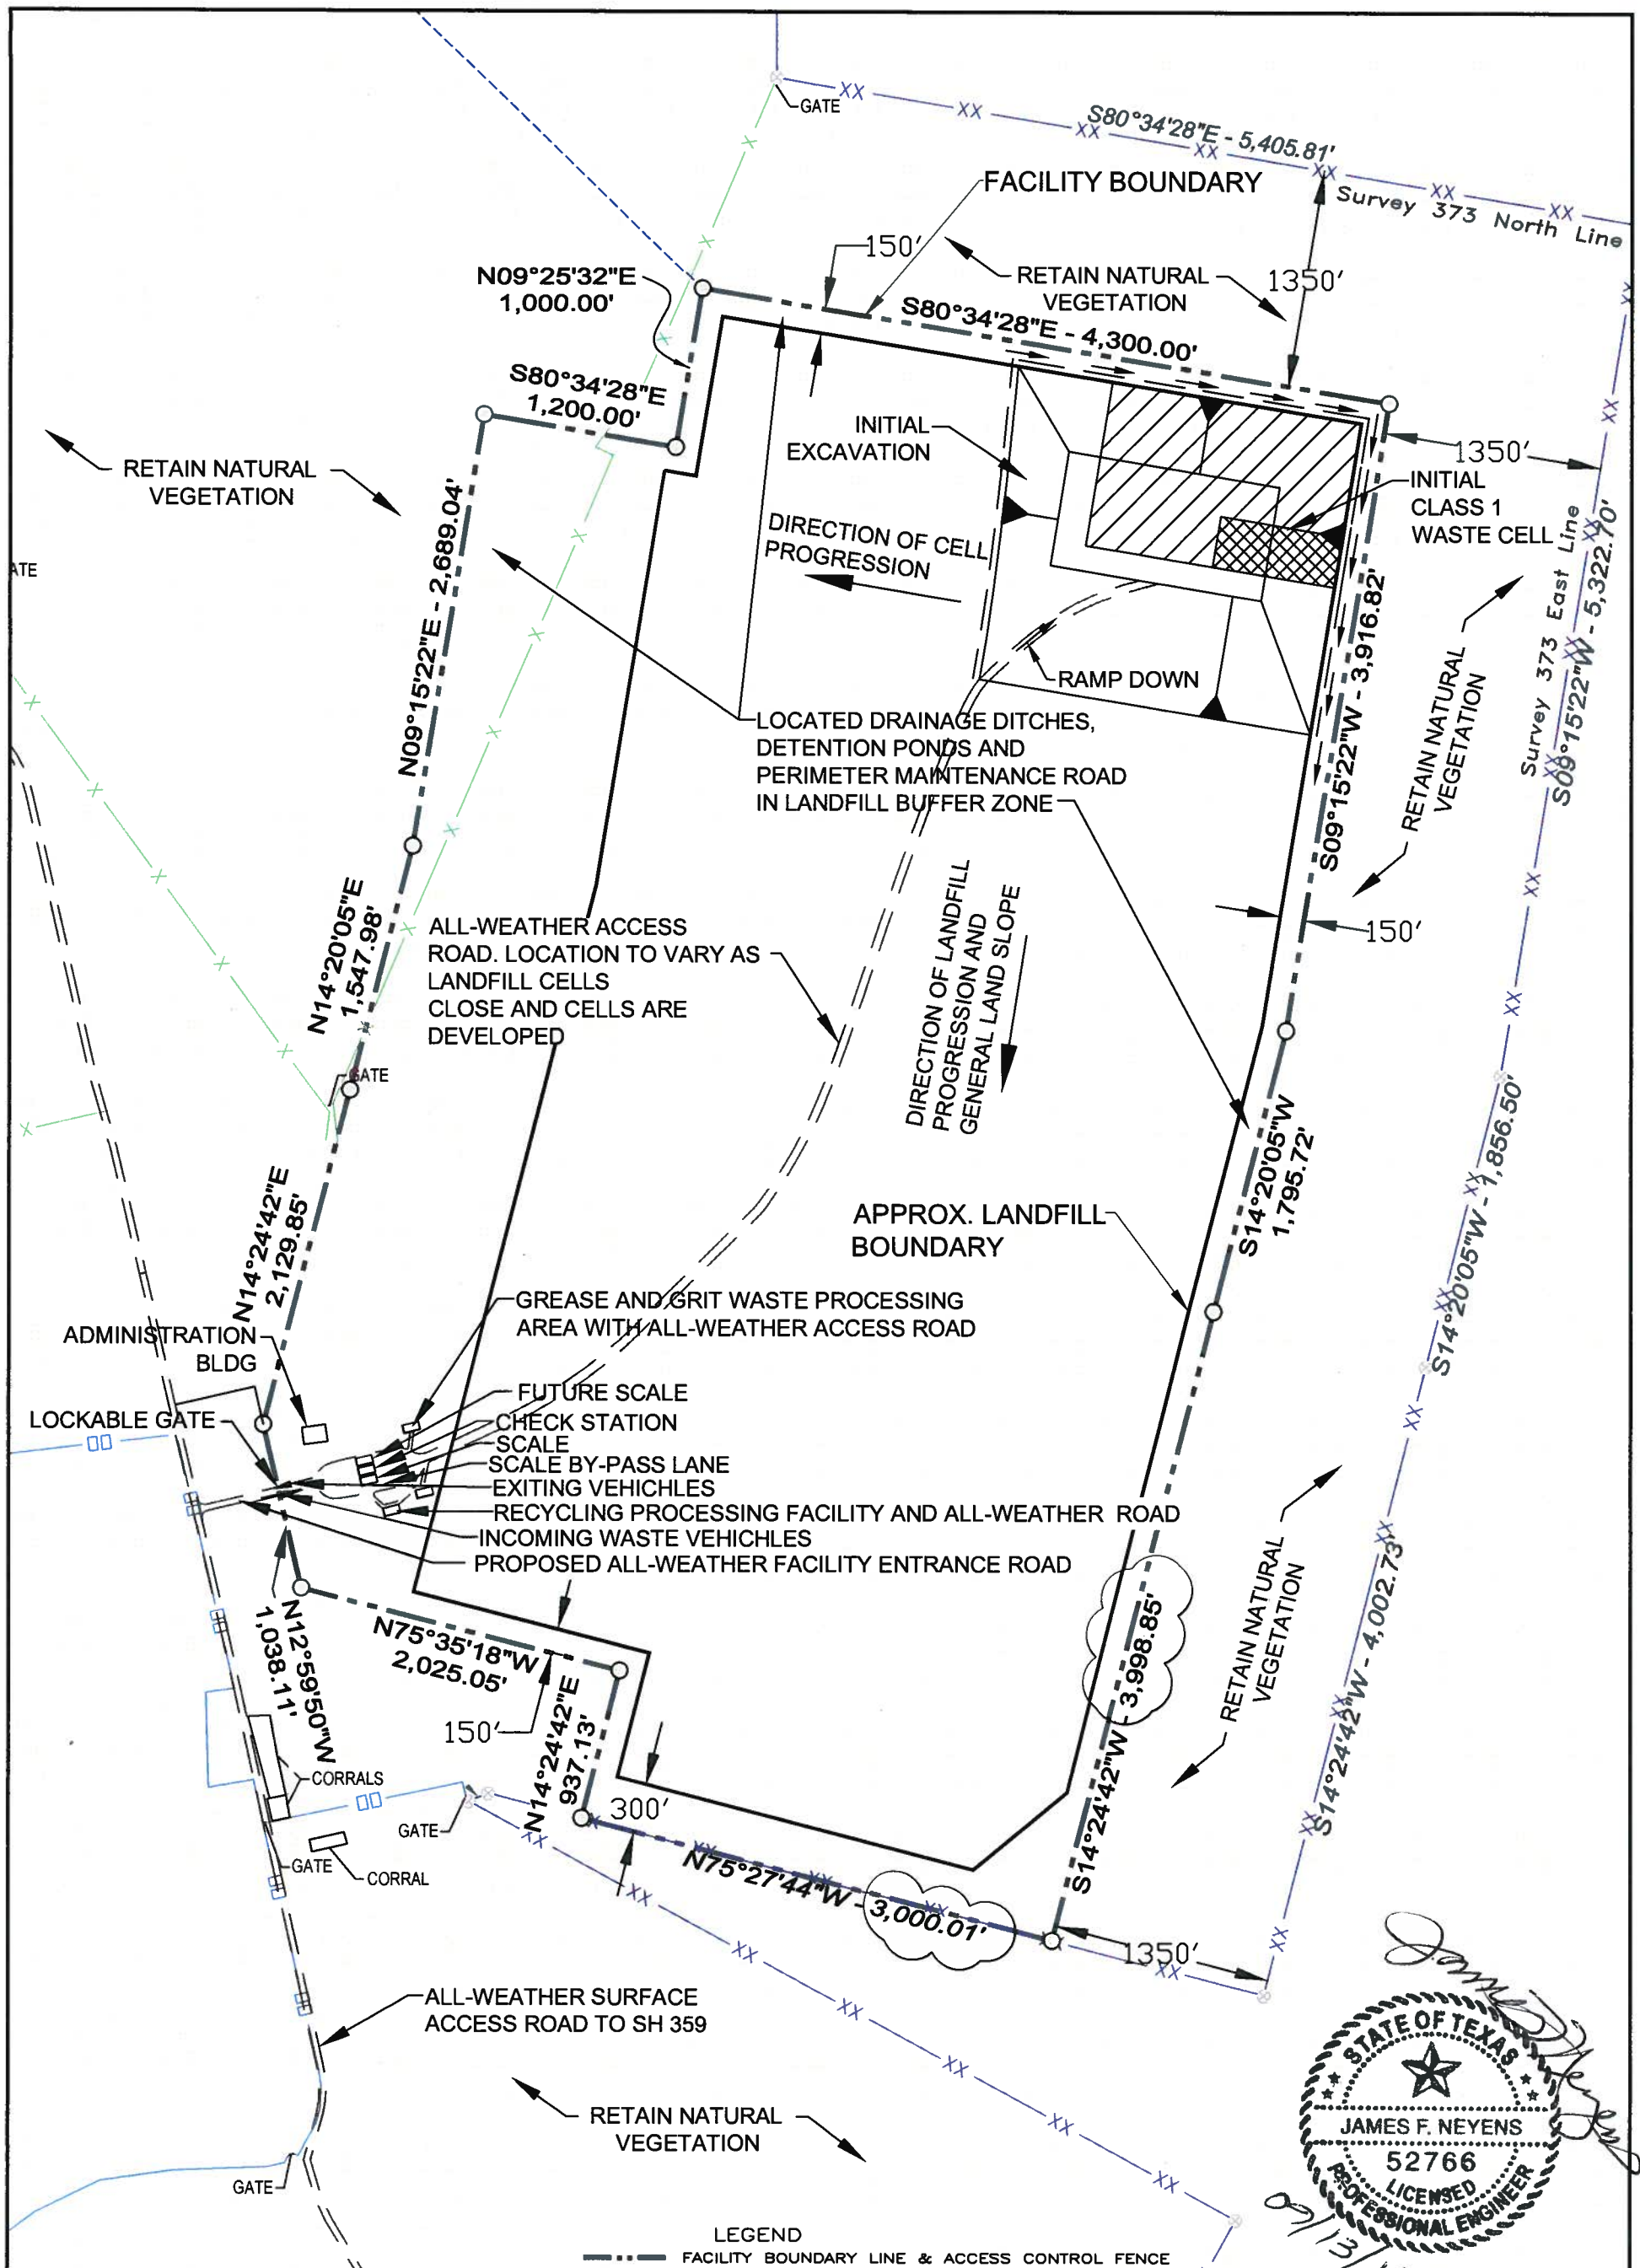 GATE
S80°34'28"E - 5,405.81'
Survey 373 North Line
FACILITY BOUNDARY
150'
RETAIN NATURAL
VEGETATION
1350'
N09°25'32"E
1,000.00'
S80°34'28"E - 4,300.00'
S80°34'28"E
1,200.00'
INITIAL
EXCAVATION
1350'
INITIAL
CLASS 1
WASTE CELL
RETAIN NATURAL
VEGETATION
DIRECTION OF CELL
PROGRESSION
ATE
N09°15'22"E - 2,689.04'
Survey 373 East Line
S09°15'22"W - 5,322.70'
S09°15'22"W - 3,916.82'
RETAIN NATURAL
VEGETATION
RAMP DOWN
LOCATED DRAINAGE DITCHES,
DETENTION PONDS AND
PERIMETER MAINTENANCE ROAD
IN LANDFILL BUFFER ZONE
150'
N14°20'05"E
1,547.98'
ALL-WEATHER ACCESS
ROAD. LOCATION TO VARY AS
LANDFILL CELLS
CLOSE AND CELLS ARE
DEVELOPED
DIRECTION OF LANDFILL
PROGRESSION AND
GENERAL LAND SLOPE
GATE
S14°20'05"W
1,795.72'
S14°20'05"W - 1,856.50'
N14°24'42"E
2,129.85'
APPROX. LANDFILL
BOUNDARY
GREASE AND GRIT WASTE PROCESSING
AREA WITH ALL-WEATHER ACCESS ROAD
ADMINISTRATION
BLDG
LOCKABLE GATE
FUTURE SCALE
CHECK STATION
SCALE
SCALE BY-PASS LANE
EXITING VEHICHLES
RECYCLING PROCESSING FACILITY AND ALL-WEATHER ROAD
INCOMING WASTE VEHICHLES
PROPOSED ALL-WEATHER FACILITY ENTRANCE ROAD
N12°59'50"W
1,038.11'
N75°35'18"W
2,025.05'
150'
N14°24'42"E
937.13'
S14°24'42"W - 3,998.85'
RETAIN NATURAL
VEGETATION
S14°24'42"W - 4,002.73'
CORRALS
GATE
300'
GATE
CORRAL
N75°27'44"W - 3,000.01'
1350'
ALL-WEATHER SURFACE
ACCESS ROAD TO SH 359
RETAIN NATURAL
VEGETATION
GATE
STATE OF TEXAS
JAMES F. NEYENS
52766
LICENSED
PROFESSIONAL ENGINEER
LEGEND
FACILITY BOUNDARY LINE & ACCESS CONTROL FENCE